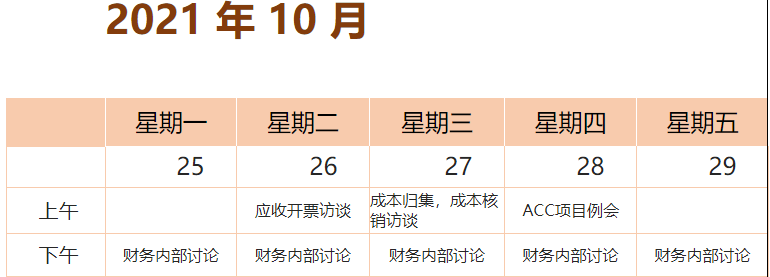 2021 年 10 月
星期一 星期二 星期三 星期四 星期五
25 26 27 28 29
上午 应收开票访谈 成本归集，成本核销访谈 ACC项目例会
下午 财务内部讨论 财务内部讨论 财务内部讨论 财务内部讨论 财务内部讨论